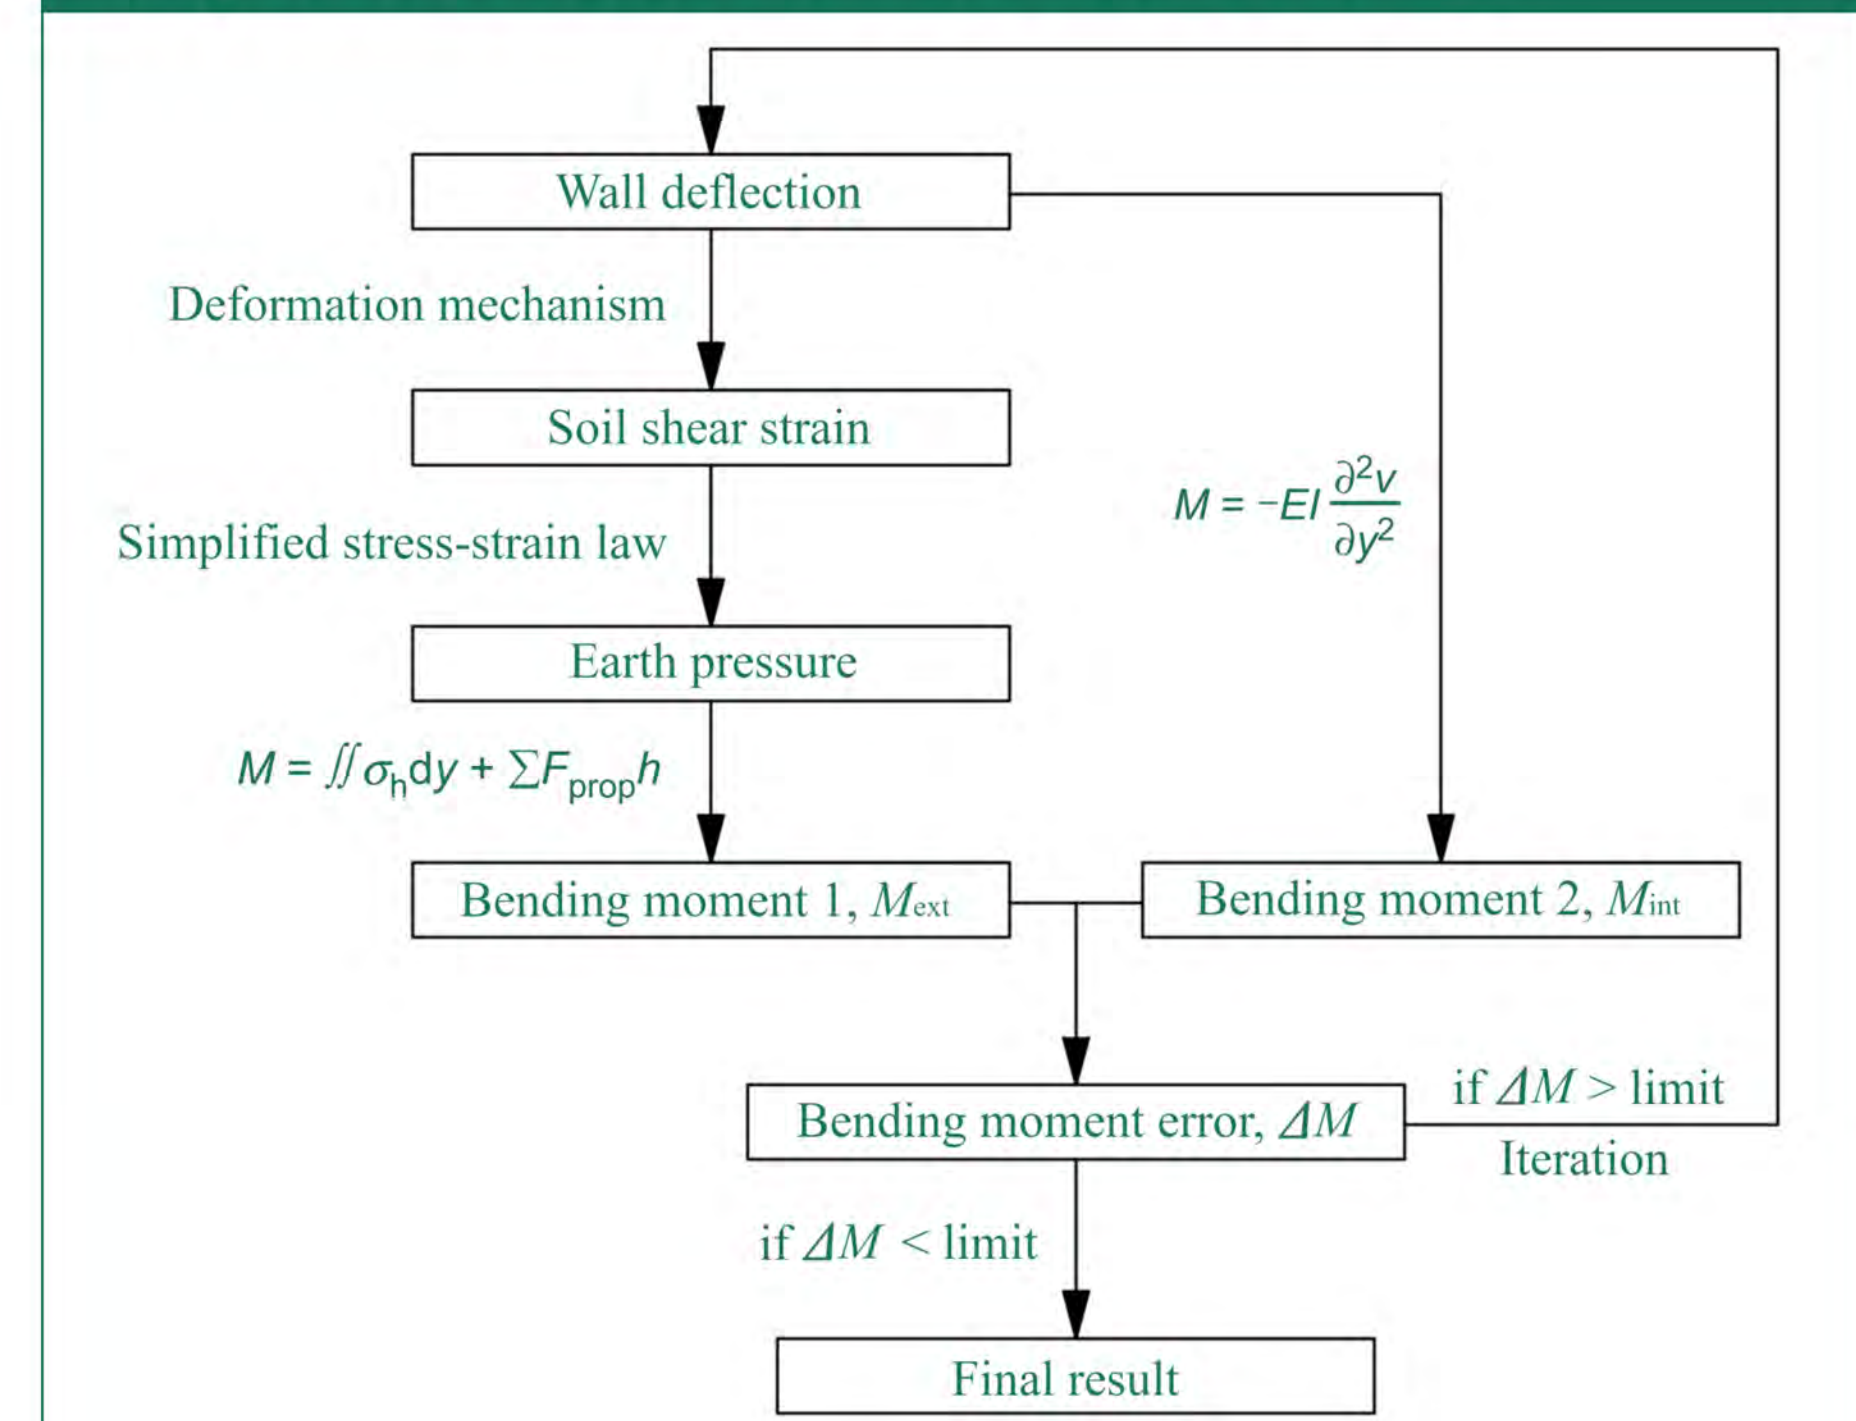 Wall deflection
Deformation mechanism
Soil shear strain
M = −EI ∂²v/∂y²
Simplified stress-strain law
Earth pressure
M = ∬σhdy + ∑Fproph
Bending moment 1, Mext
Bending moment 2, Mint
if ΔM > limit
Bending moment error, ΔM
Iteration
if ΔM < limit
Final result